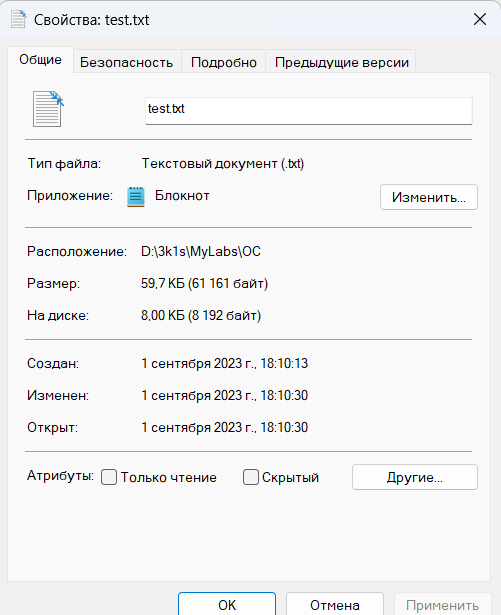 Свойства: test.txt
Общие Безопасность Подробно Предыдущие версии
test.txt
Тип файла: Текстовый документ (.txt)
Приложение: Блокнот Изменить...
Расположение: D:\3k1s\MyLabs\OC
Размер: 59,7 КБ (61 161 байт)
На диске: 8,00 КБ (8 192 байт)
Создан: 1 сентября 2023 г., 18:10:13
Изменен: 1 сентября 2023 г., 18:10:30
Открыт: 1 сентября 2023 г., 18:10:30
Атрибуты: Только чтение Скрытый Другие...
ОК Отмена Применить